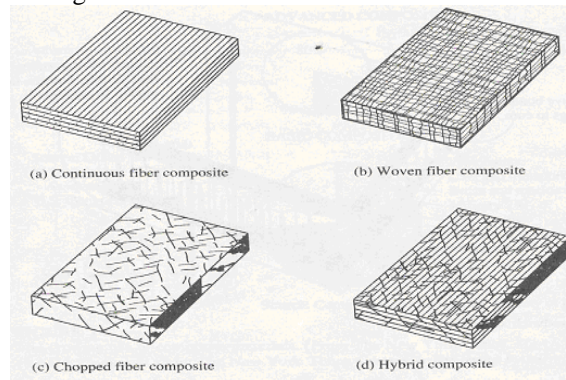 (a) Continuous fiber composite
(b) Woven fiber composite
(c) Chopped fiber composite
(d) Hybrid composite